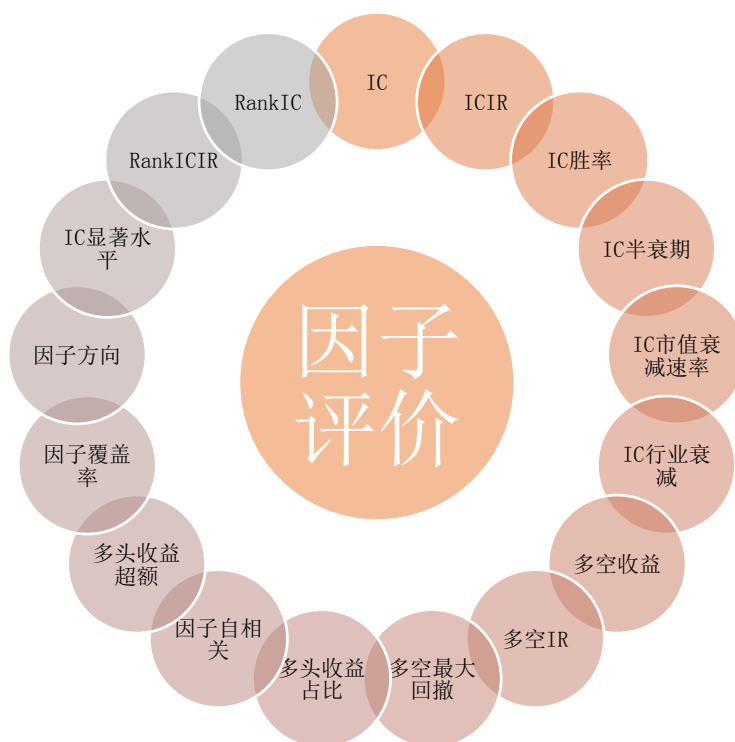 IC
ICIR
IC胜率
IC半衰期
IC市值衰
减速率
IC行业衰
减
多空收益
多空IR
多空最大
回撤
多头收益
占比
因子自相
关
多头收益
超额
因子覆盖
率
因子方向
IC显著水
平
RankICIR
RankIC
因子
评价